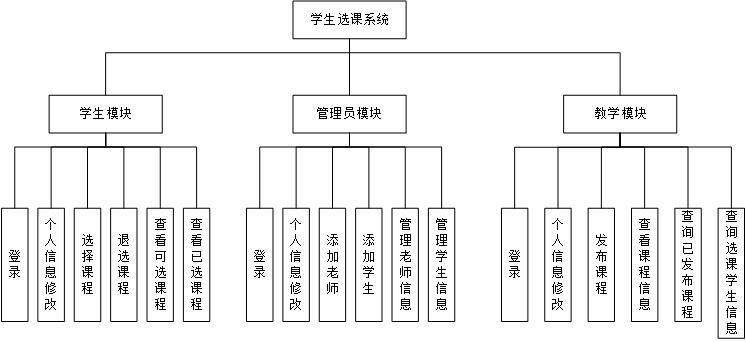 学生选课系统
学生模块
管理员模块
教学模块
登录
个人信息修改
选择课程
退选课程
查看可选课程
查看已选课程
登录
个人信息修改
添加老师
添加学生
管理老师信息
管理学生信息
登录
个人信息修改
发布课程
查看课程信息
查询已发布课程
查询选课学生信息